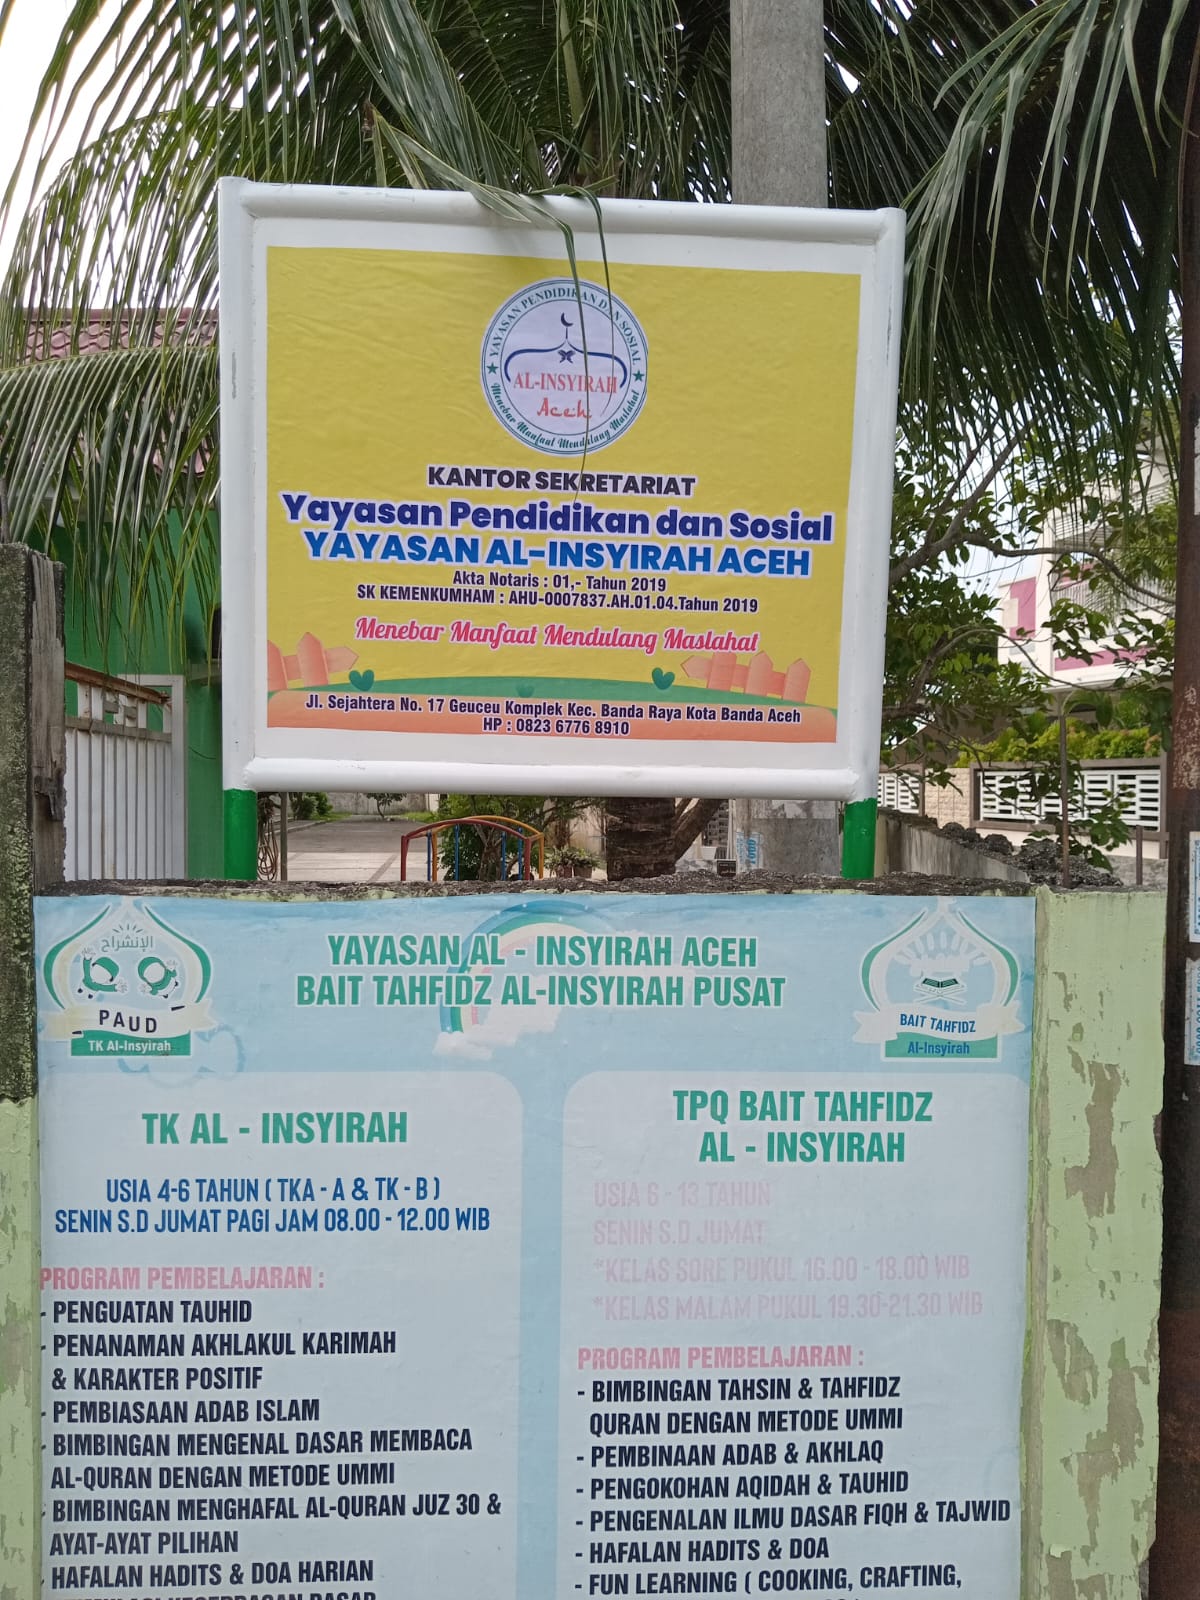 YAYASAN PENDIDIKAN DAN SOSIAL
AL-INSYIRAH
Aceh
Menebar Manfaat Mendulang Maslahat
KANTOR SEKRETARIAT
Yayasan Pendidikan dan Sosial
YAYASAN AL-INSYIRAH ACEH
Akta Notaris : 01,- Tahun 2019
SK KEMENKUMHAM : AHU-0007837.AH.01.04.Tahun 2019
Menebar Manfaat Mendulang Maslahat
Jl. Sejahtera No. 17 Geuceu Komplek Kec. Banda Raya Kota Banda Aceh
HP : 0823 6776 8910
الإنشراح
PAUD
TK Al-Insyirah
YAYASAN AL - INSYIRAH ACEH
BAIT TAHFIDZ AL-INSYIRAH PUSAT
BAIT TAHFIDZ
Al-Insyirah
TK AL - INSYIRAH
USIA 4-6 TAHUN ( TKA - A & TK - B )
SENIN S.D JUMAT PAGI JAM 08.00 - 12.00 WIB
PROGRAM PEMBELAJARAN :
- PENGUATAN TAUHID
- PENANAMAN AKHLAKUL KARIMAH
& KARAKTER POSITIF
- PEMBIASAAN ADAB ISLAM
- BIMBINGAN MENGENAL DASAR MEMBACA
AL-QURAN DENGAN METODE UMMI
- BIMBINGAN MENGHAFAL AL-QURAN JUZ 30 &
AYAT-AYAT PILIHAN
- HAFALAN HADITS & DOA HARIAN
TPQ BAIT TAHFIDZ
AL - INSYIRAH
USIA 6 - 13 TAHUN
SENIN S.D JUMAT
*KELAS SORE PUKUL 16.00 - 18.00 WIB
*KELAS MALAM PUKUL 19.30-21.30 WIB
PROGRAM PEMBELAJARAN :
- BIMBINGAN TAHSIN & TAHFIDZ
QURAN DENGAN METODE UMMI
- PEMBINAAN ADAB & AKHLAQ
- PENGOKOHAN AQIDAH & TAUHID
- PENGENALAN ILMU DASAR FIQH & TAJWID
- HAFALAN HADITS & DOA
- FUN LEARNING ( COOKING, CRAFTING,